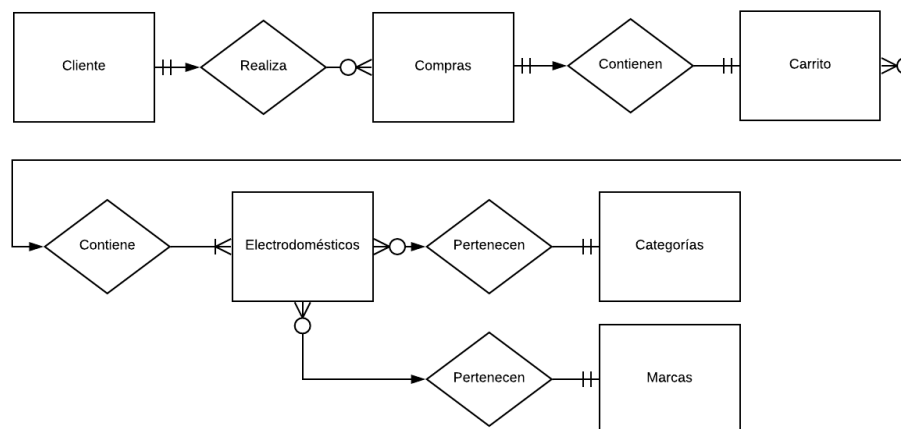 Cliente
Realiza
Compras
Contienen
Carrito
Contiene
Electrodomésticos
Pertenecen
Categorías
Pertenecen
Marcas